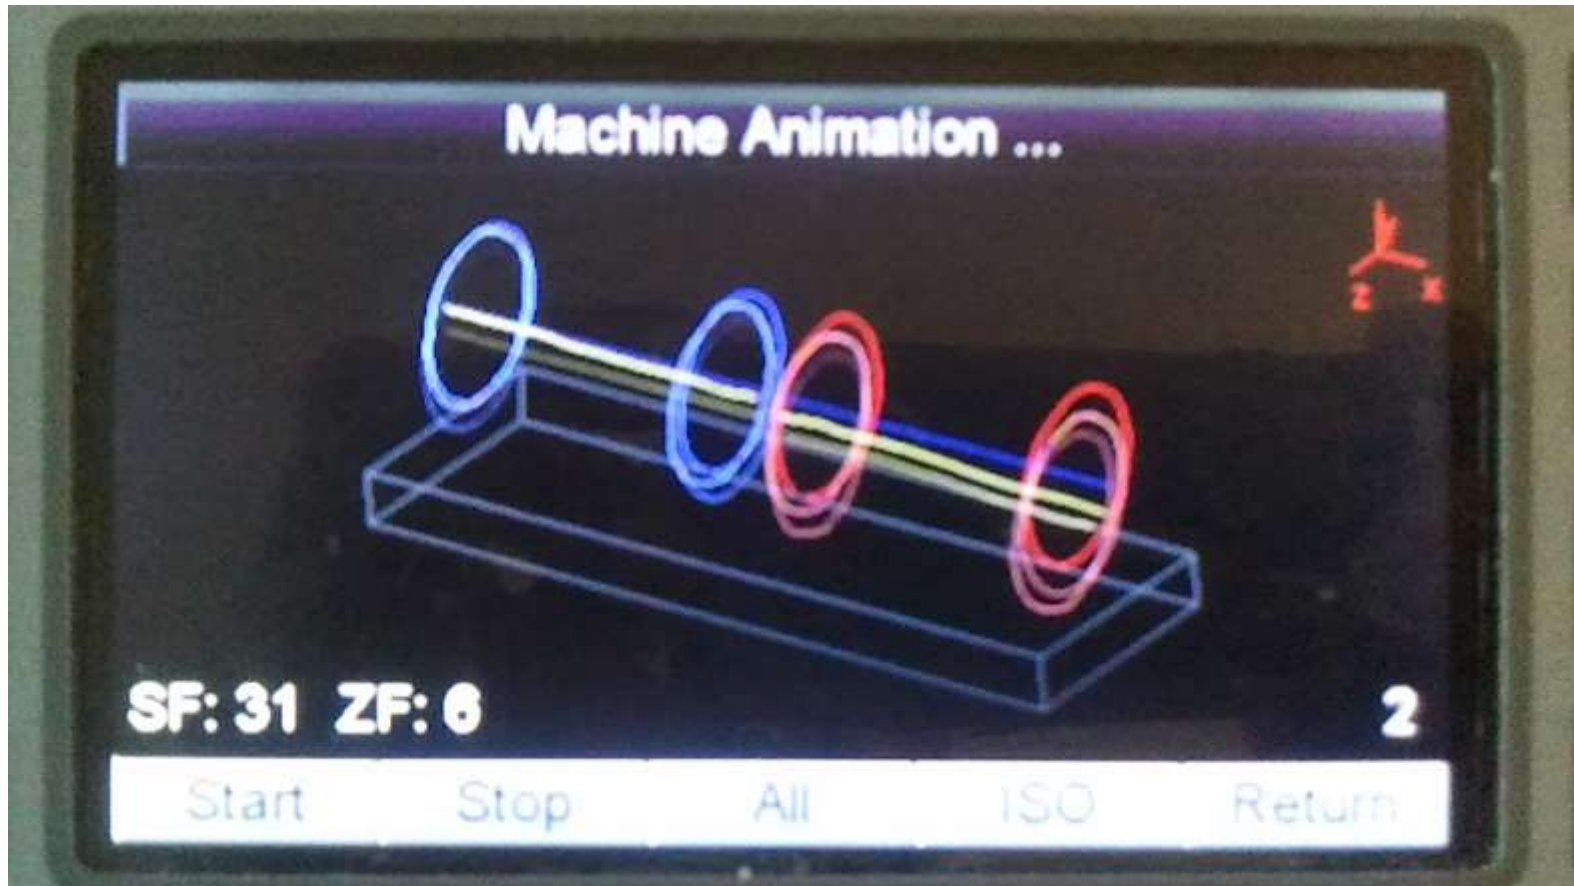 Machine Animation ...
y
z x
SF: 31 ZF: 6
2
Start Stop All ISO Return